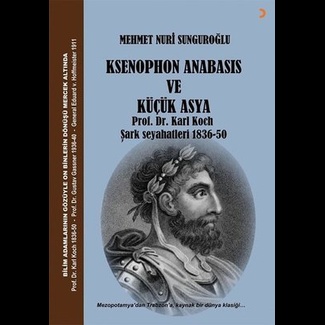 MEHMET NURİ SUNGUROĞLU
KSENOPHON ANABASIS
VE
KÜÇÜK ASYA
Prof. Dr. Karl Koch
Şark seyahatleri 1836-50
Mezopotamya'dan Trabzon'a, kaynak bir dünya klasiği...
BİLİM ADAMLARININ GÖZÜYLE ON BİNLERİN DÖNÜŞÜ MERCEK ALTINDA
Prof. Dr. Karl Koch 1836-50 - Prof. Dr. Gustav Gassner 1936-40 - General Eduard v. Hoffmeister 1911